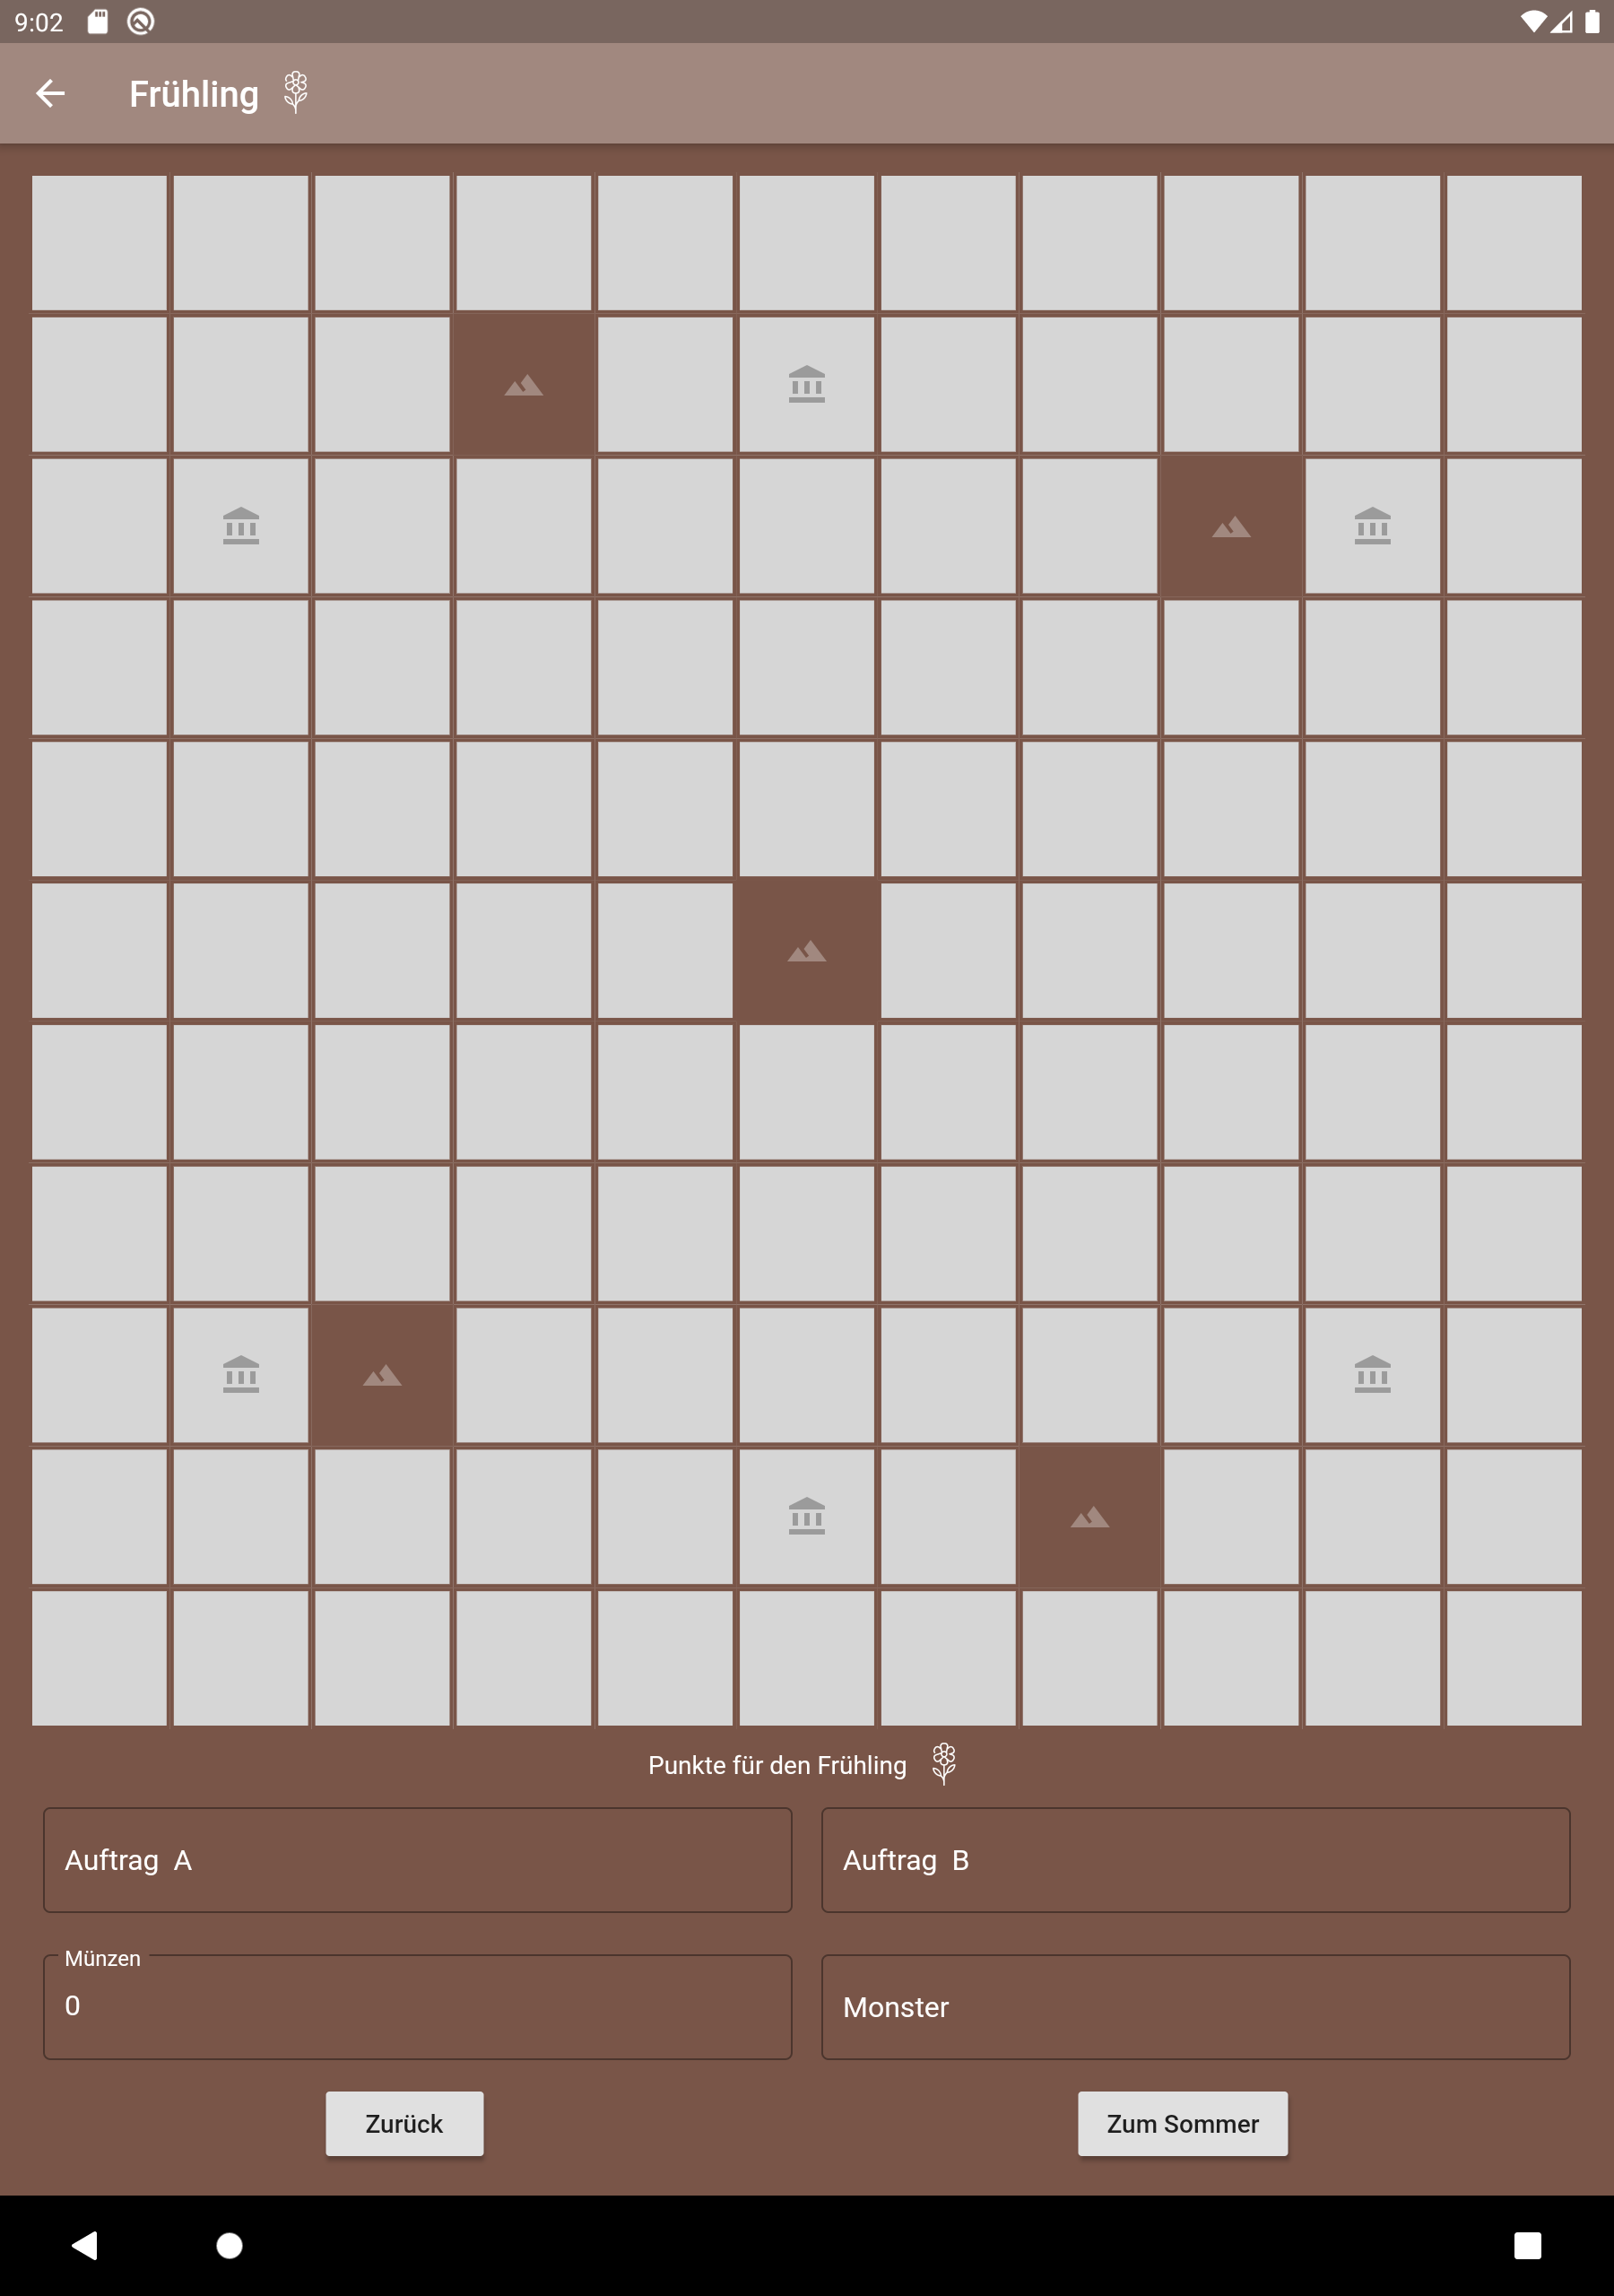 9:02
Frühling
Punkte für den Frühling
Auftrag A
Auftrag B
Münzen
0
Monster
Zurück
Zum Sommer